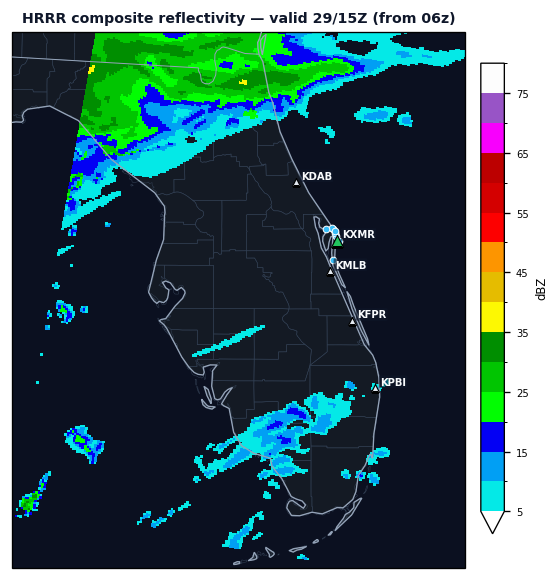 HRRR composite reflectivity — valid 29/15Z (from 06z)
KDAB
KXMR
KMLB
KFPR
KPBI
75
65
55
45
35
25
15
5
dBZ